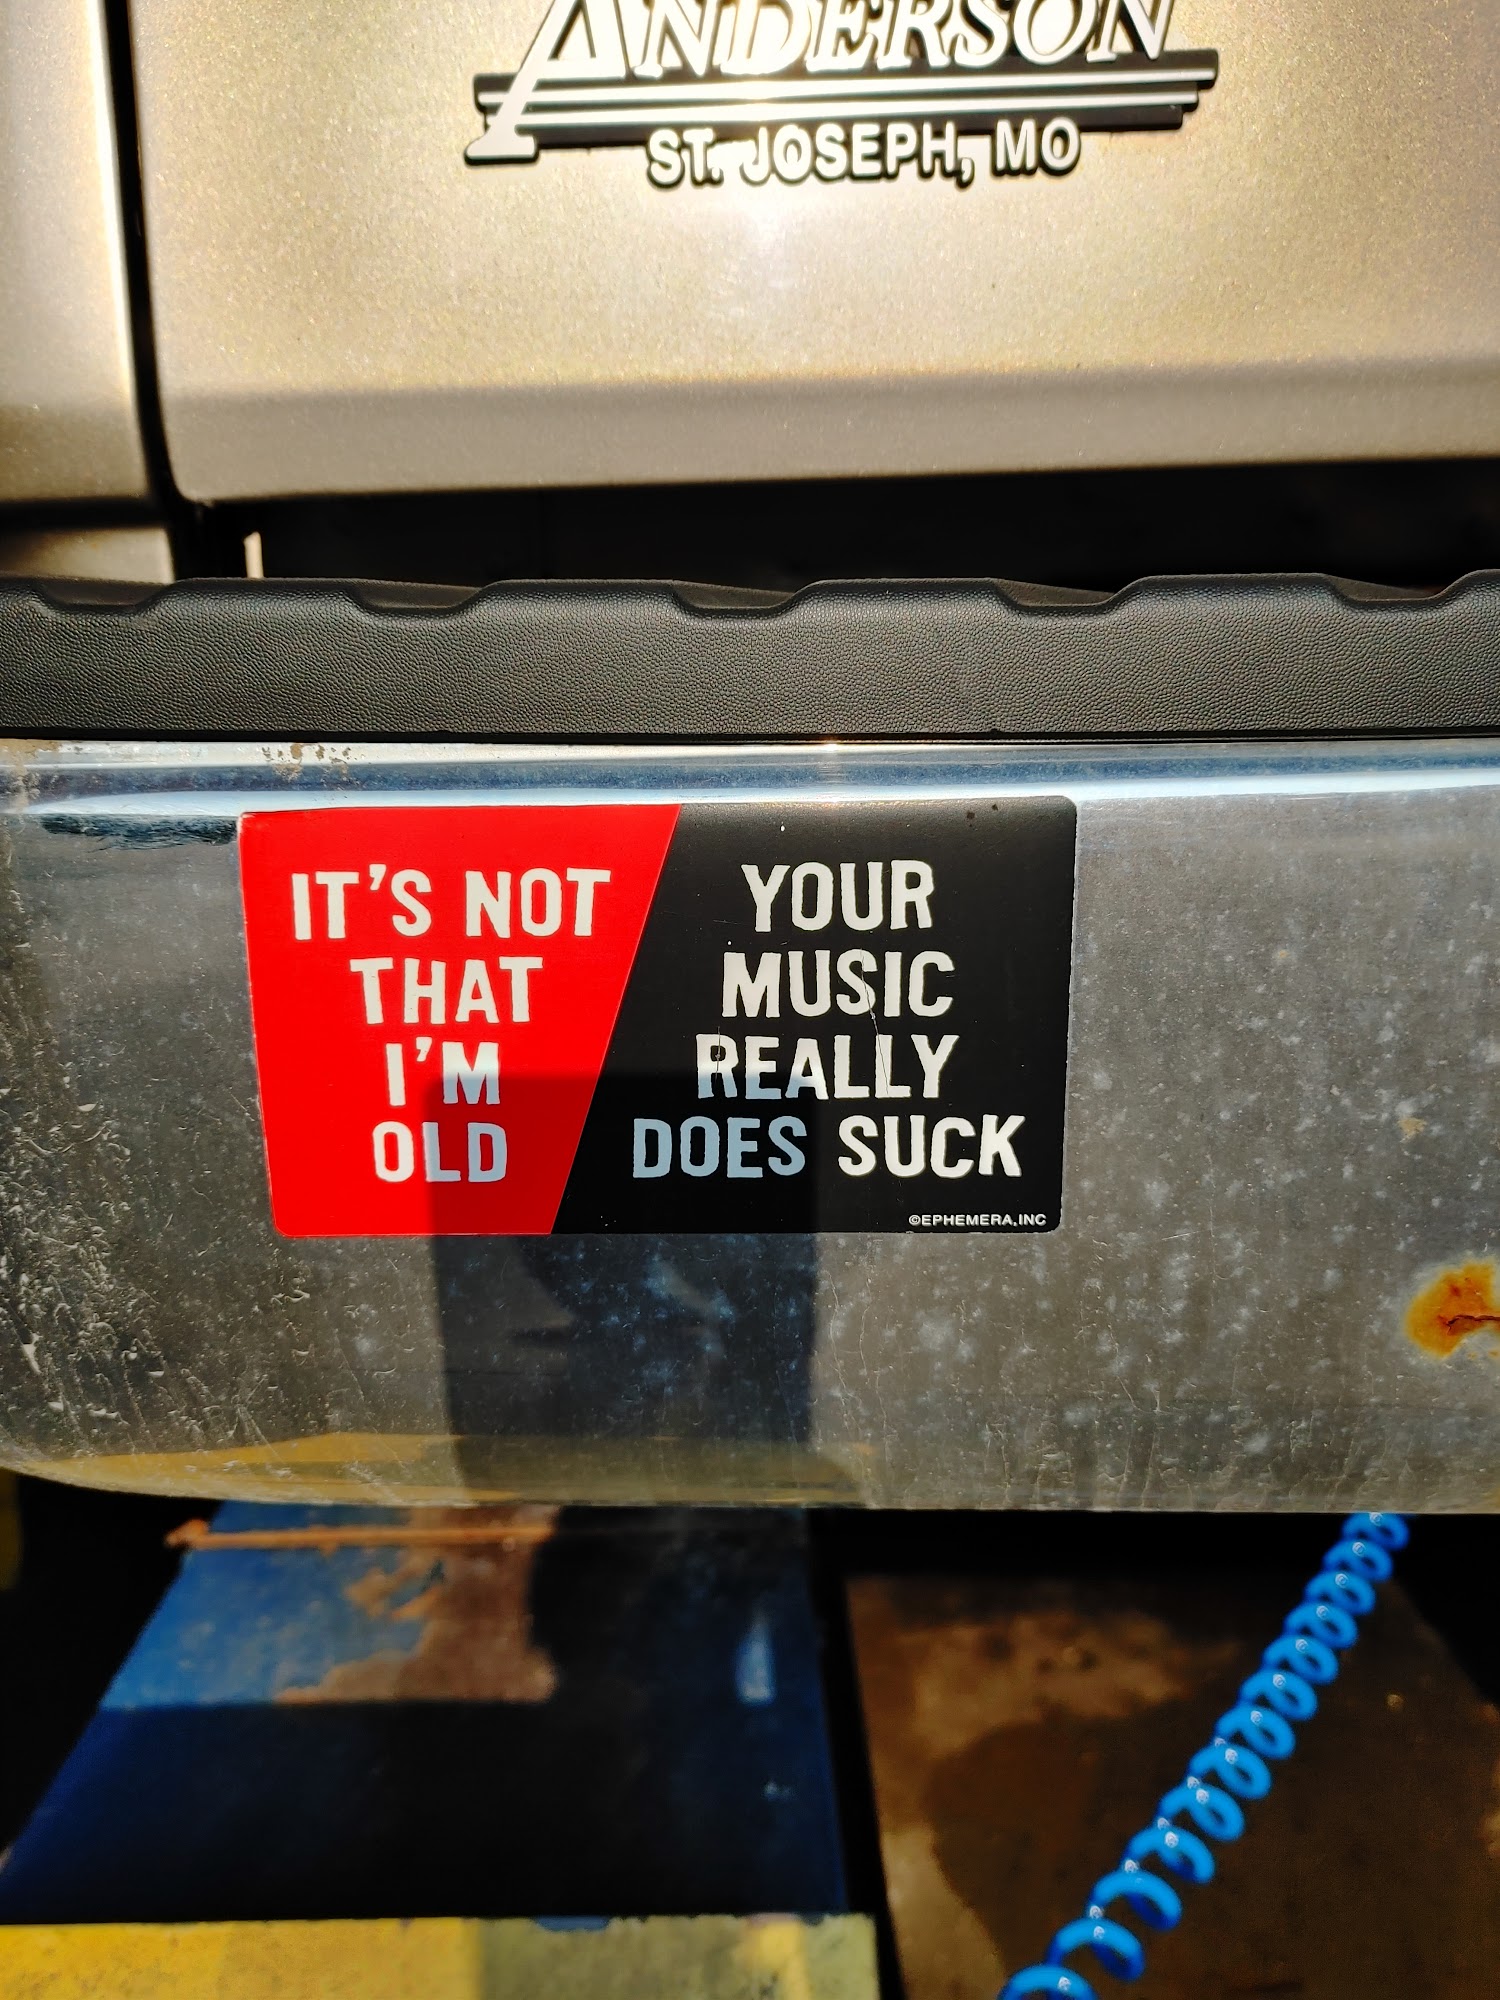 ANDERSON
ST. JOSEPH, MO
IT'S NOT
THAT
I'M
OLD
YOUR
MUSIC
REALLY
DOES SUCK
©EPHEMERA,INC